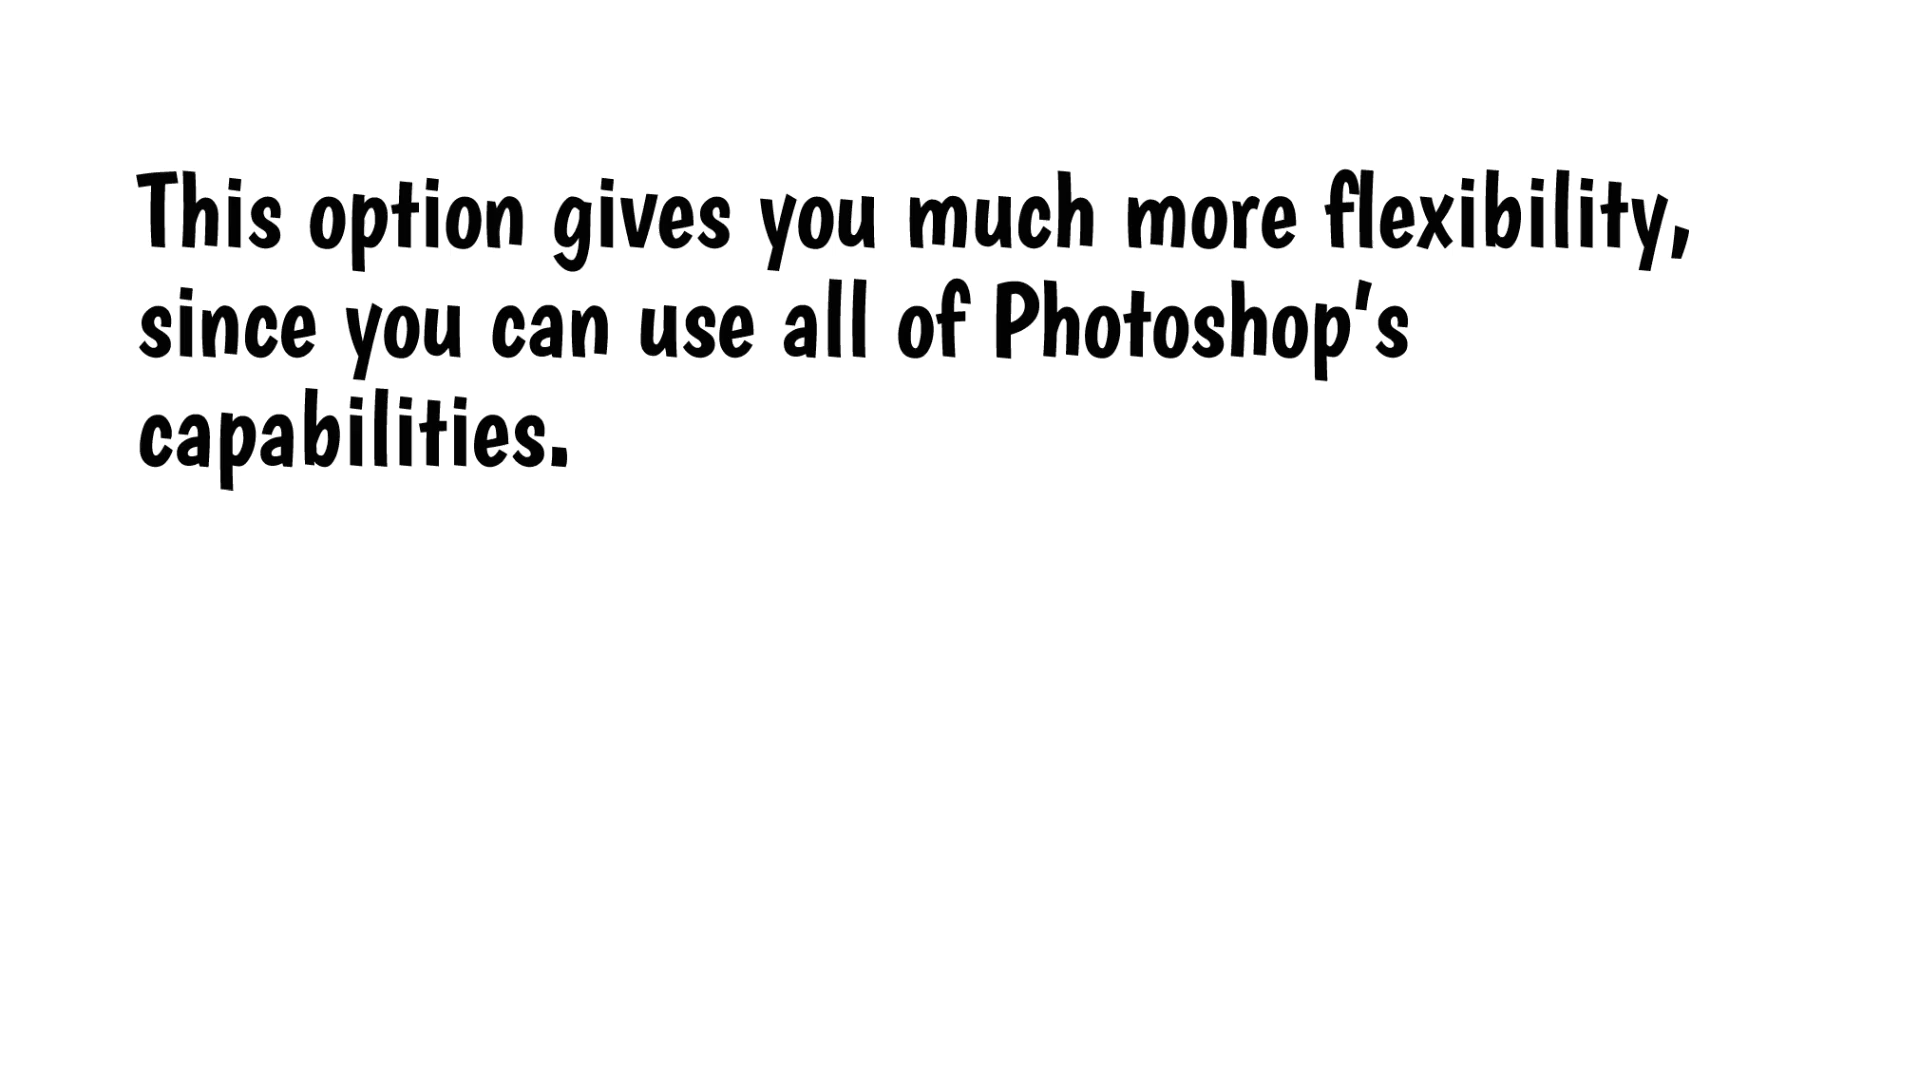 This option gives you much more flexibility,
since you can use all of Photoshop's
capabilities.